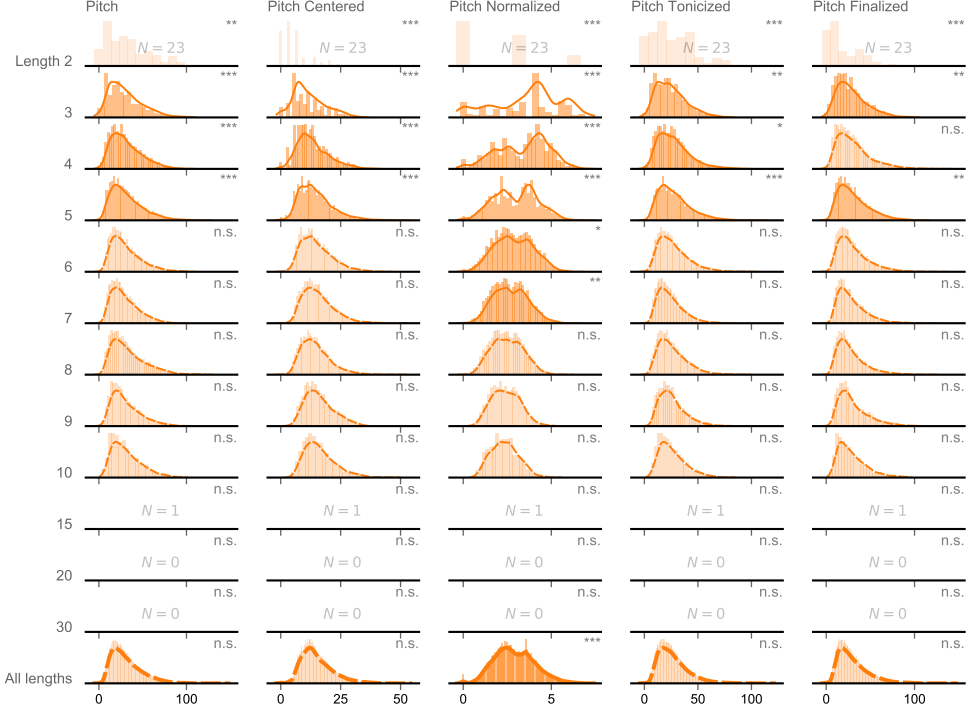 Pitch Pitch Centered Pitch Normalized Pitch Tonicized Pitch Finalized
** *** *** *** ***
N = 23 N = 23 N = 23 N = 23 N = 23
Length 2
*** *** *** ** **
3
*** *** *** * n.s.
4
*** *** *** *** **
5
n.s. n.s. * n.s. n.s.
6
n.s. n.s. ** n.s. n.s.
7
n.s. n.s. n.s. n.s. n.s.
8
n.s. n.s. n.s. n.s. n.s.
9
n.s. n.s. n.s. n.s. n.s.
10
n.s. n.s. n.s. n.s. n.s.
N = 1 N = 1 N = 1 N = 1 N = 1
15
n.s. n.s. n.s. n.s. n.s.
N = 0 N = 0 N = 0 N = 0 N = 0
20
n.s. n.s. n.s. n.s. n.s.
N = 0 N = 0 N = 0 N = 0 N = 0
30
n.s. n.s. *** n.s. n.s.
All lengths
0 100 0 25 50 0 5 0 50 100 0 100